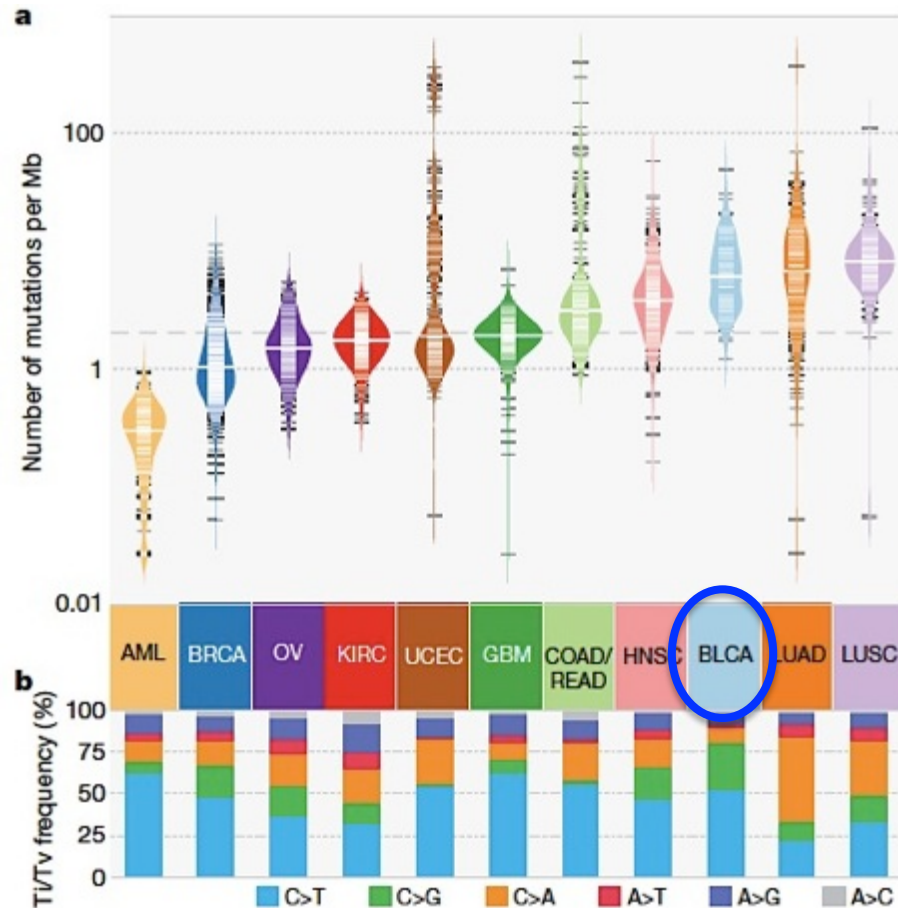 a
Number of mutations per Mb
100
1
0.01
AML BRCA OV KIRC UCEC GBM COAD/ READ HNSC BLCA LUAD LUSC
b
Ti/Tv frequency (%)
100
75
50
25
0
C>T C>G C>A A>T A>G A>C